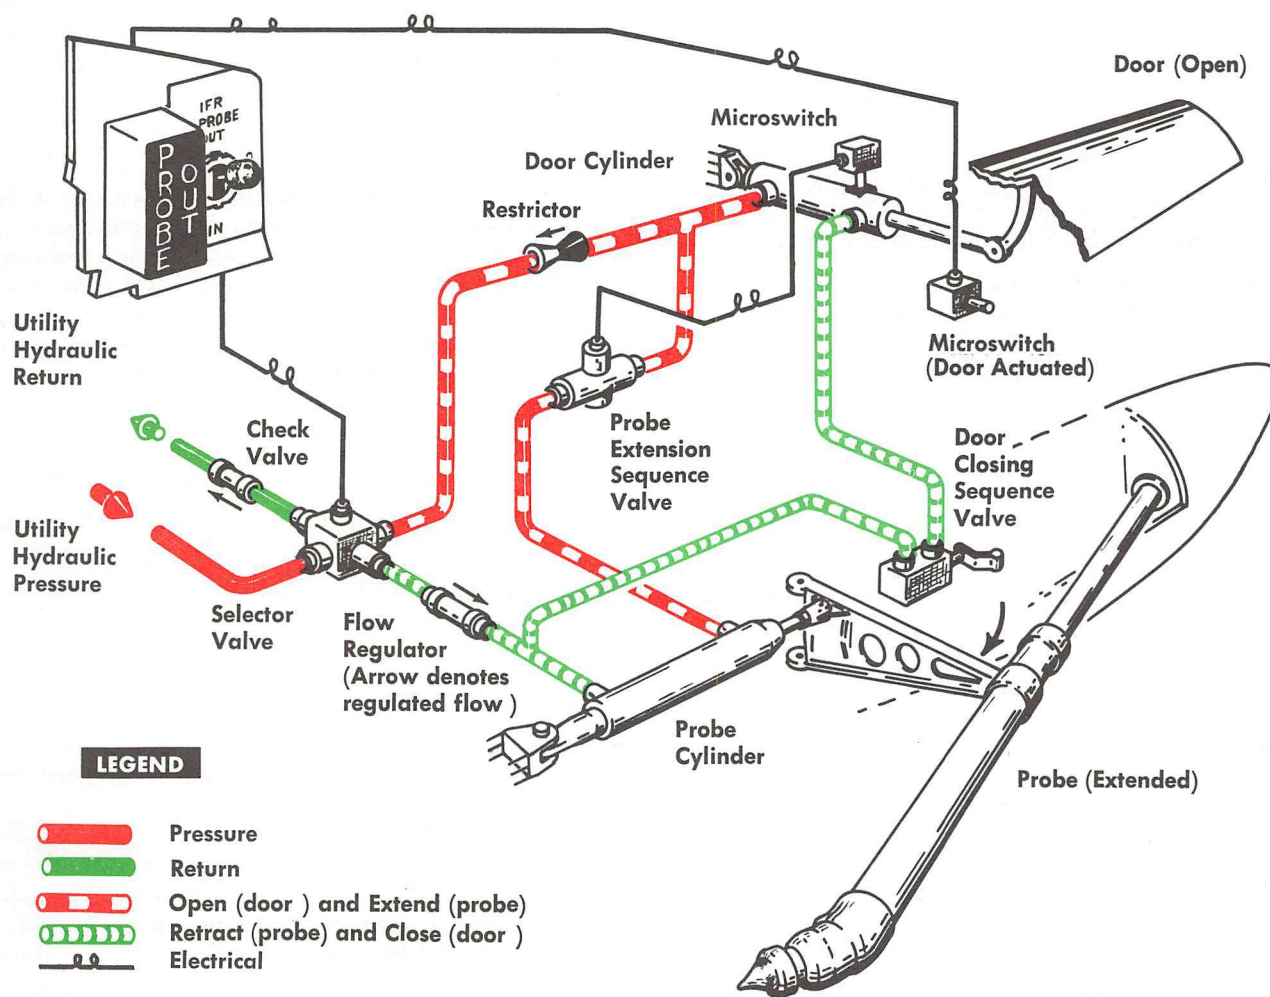 Door (Open)
IFR
PROBE
OUT
PROBE
OUT
IN
Microswitch
Door Cylinder
Restrictor
Utility
Hydraulic
Return
Microswitch
(Door Actuated)
Check
Valve
Probe
Extension
Sequence
Valve
Door
Closing
Sequence
Valve
Utility
Hydraulic
Pressure
Selector
Valve
Flow
Regulator
(Arrow denotes
regulated flow )
Probe
Cylinder
Probe (Extended)
LEGEND
Pressure
Return
Open (door ) and Extend (probe)
Retract (probe) and Close (door )
Electrical